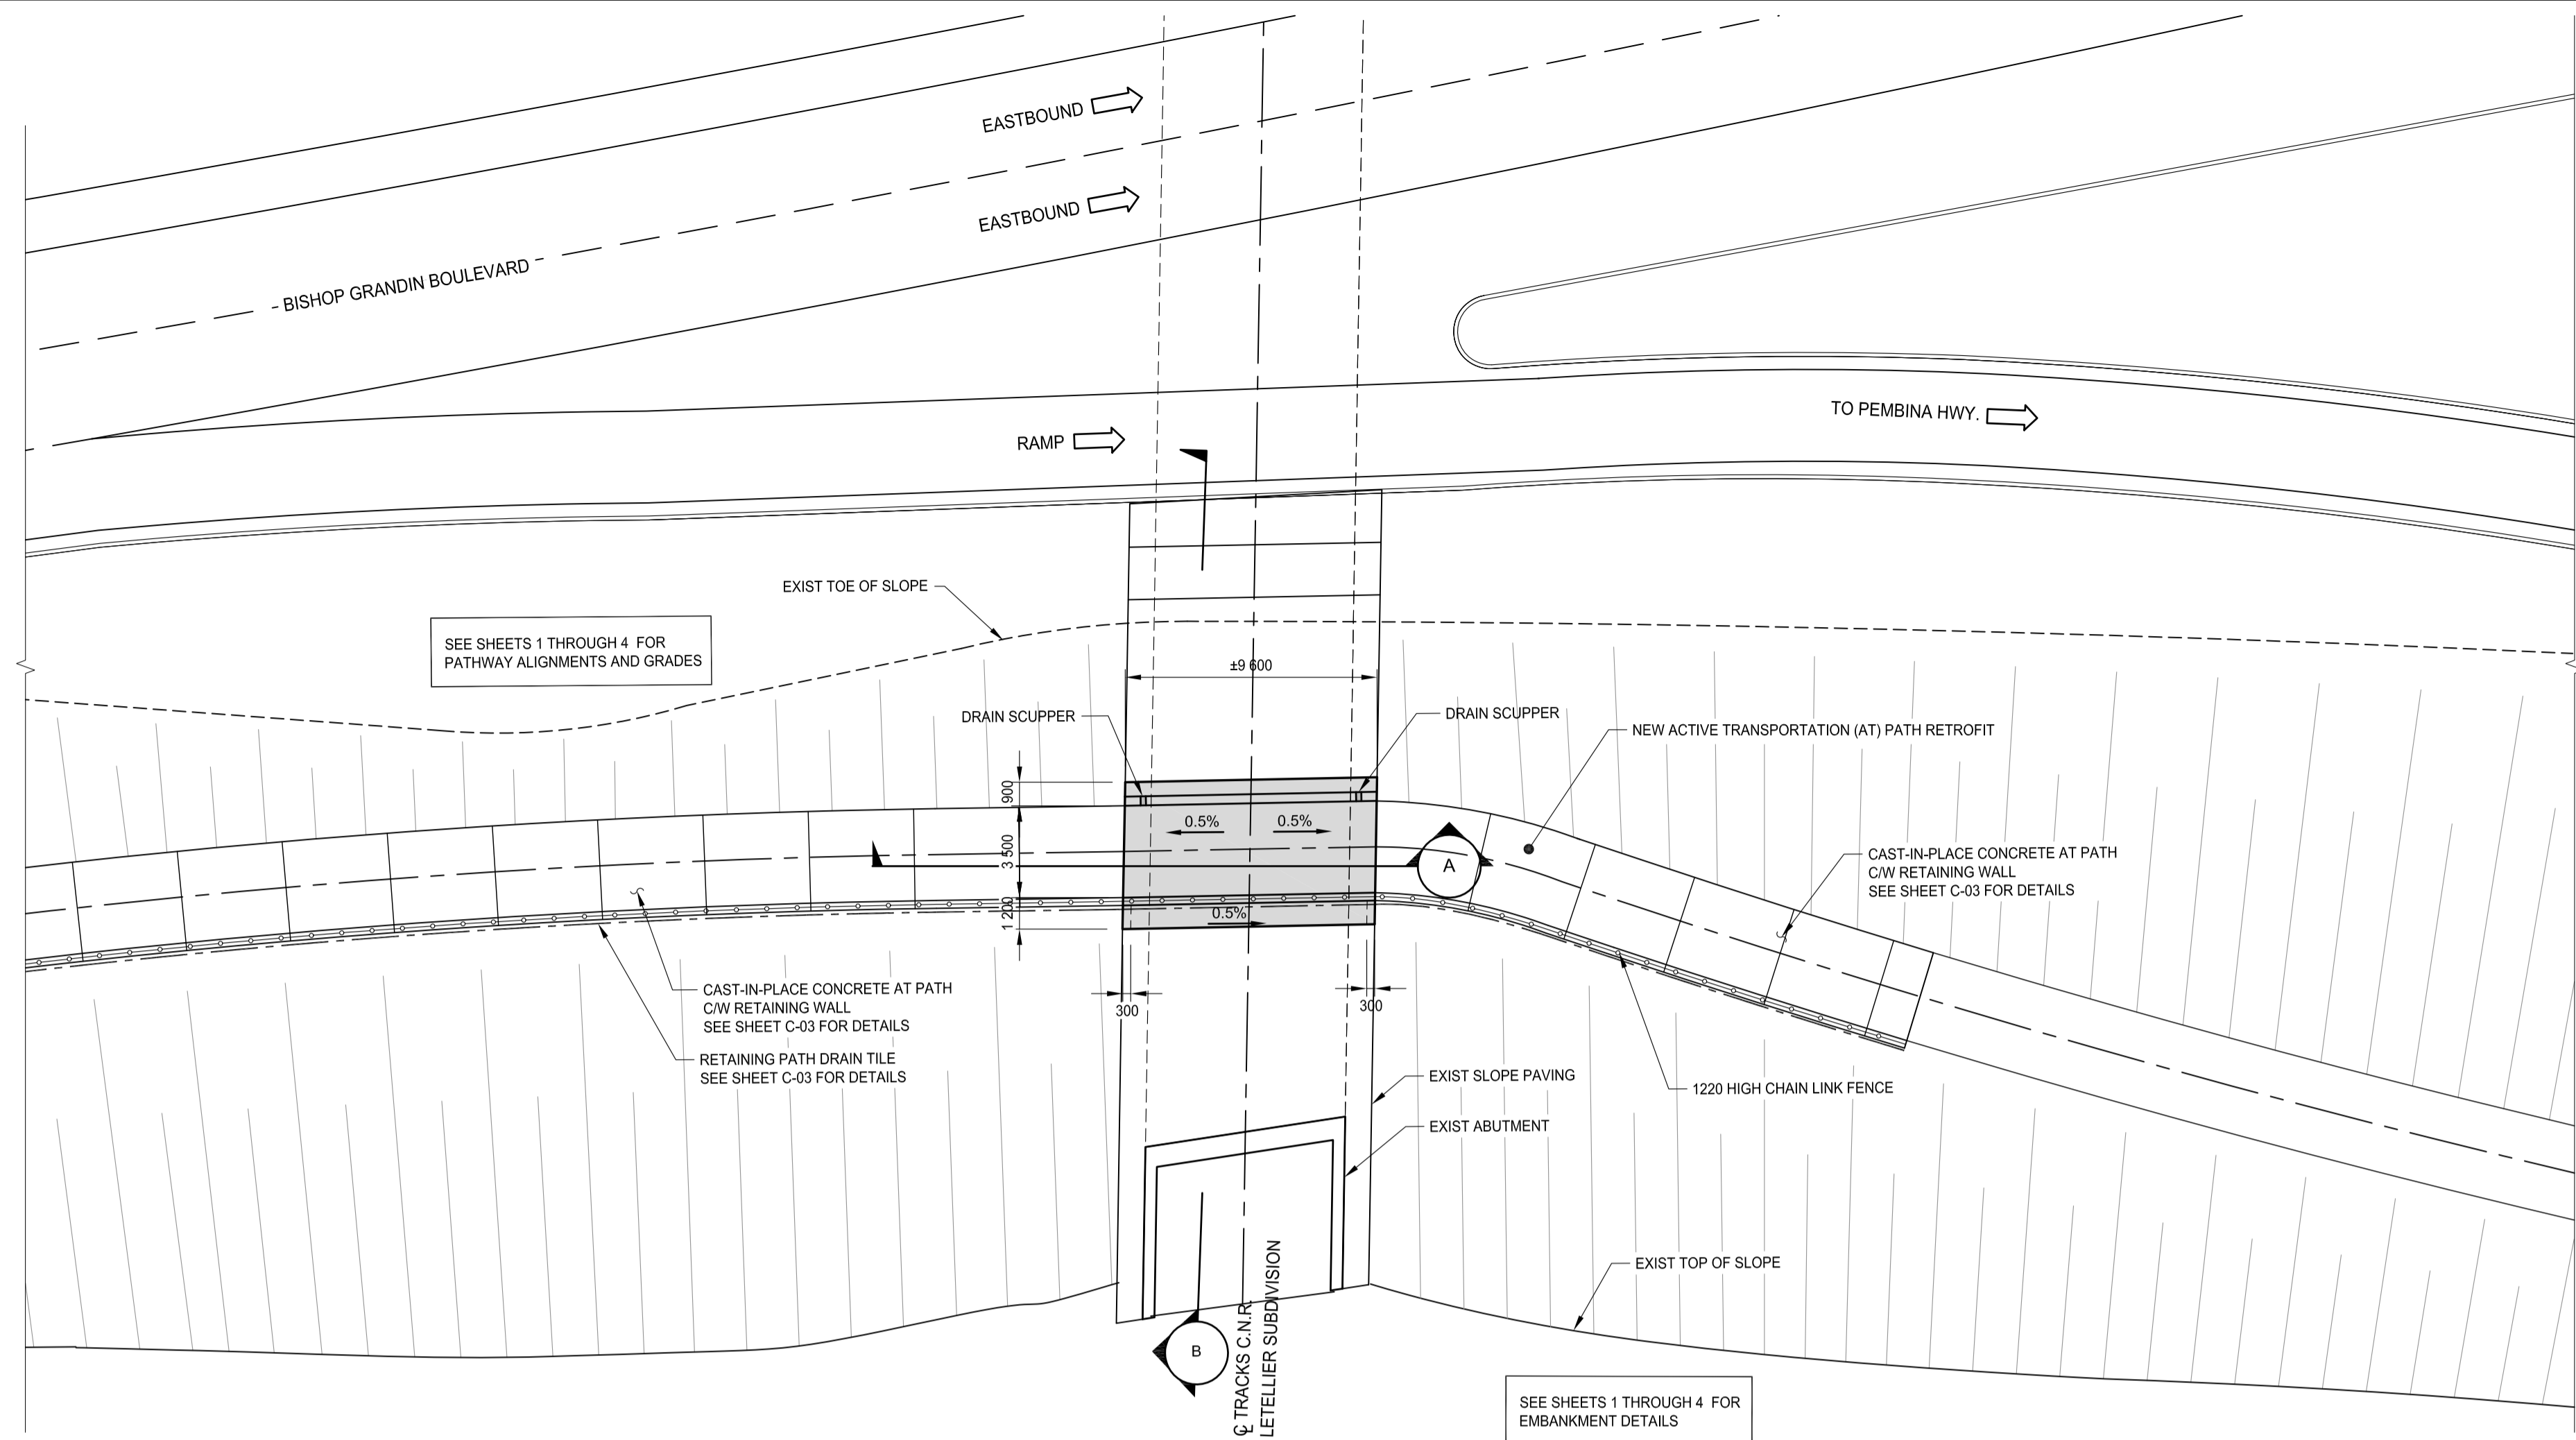 EASTBOUND
EASTBOUND
BISHOP GRANDIN BOULEVARD
TO PEMBINA HWY.
RAMP
EXIST TOE OF SLOPE
SEE SHEETS 1 THROUGH 4 FOR
PATHWAY ALIGNMENTS AND GRADES
±9 600
DRAIN SCUPPER
DRAIN SCUPPER
NEW ACTIVE TRANSPORTATION (AT) PATH RETROFIT
900
0.5%
0.5%
3 500
A
CAST-IN-PLACE CONCRETE AT PATH
C/W RETAINING WALL
SEE SHEET C-03 FOR DETAILS
1 200
0.5%
CAST-IN-PLACE CONCRETE AT PATH
C/W RETAINING WALL
SEE SHEET C-03 FOR DETAILS
300
300
RETAINING PATH DRAIN TILE
SEE SHEET C-03 FOR DETAILS
EXIST SLOPE PAVING
1220 HIGH CHAIN LINK FENCE
EXIST ABUTMENT
EXIST TOP OF SLOPE
B
℄ TRACKS C.N.R.
LETELLIER SUBDIVISION
SEE SHEETS 1 THROUGH 4 FOR
EMBANKMENT DETAILS